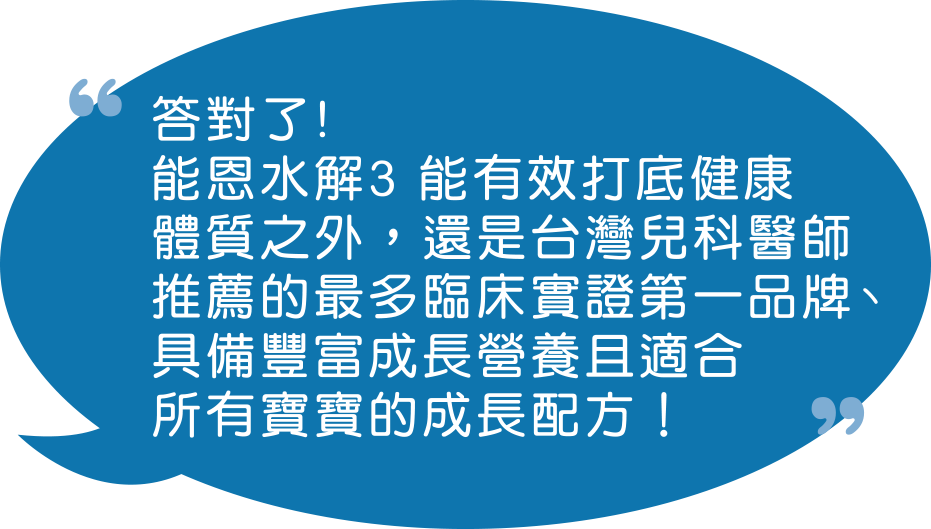 答對了!
能恩水解3 能有效打底健康
體質之外，還是台灣兒科醫師
推薦的最多臨床實證第一品牌、
具備豐富成長營養且適合
所有寶寶的成長配方！